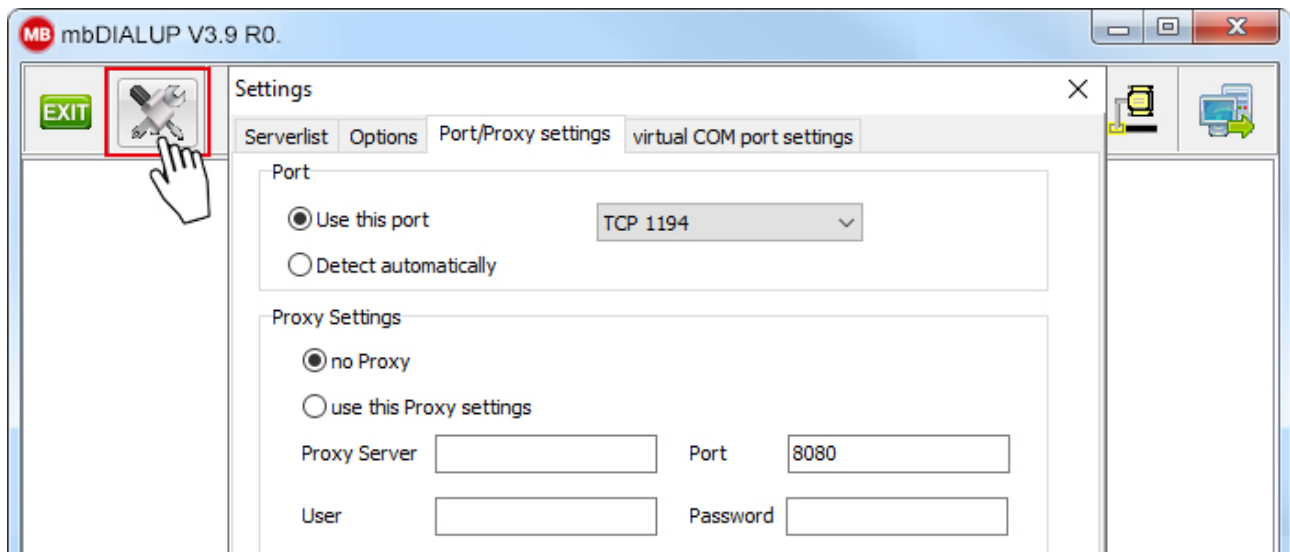 MB mbDIALUP V3.9 R0.
EXIT
Settings
Serverlist Options Port/Proxy settings virtual COM port settings
Port
Use this port TCP 1194
Detect automatically
Proxy Settings
no Proxy
use this Proxy settings
Proxy Server Port 8080
User Password